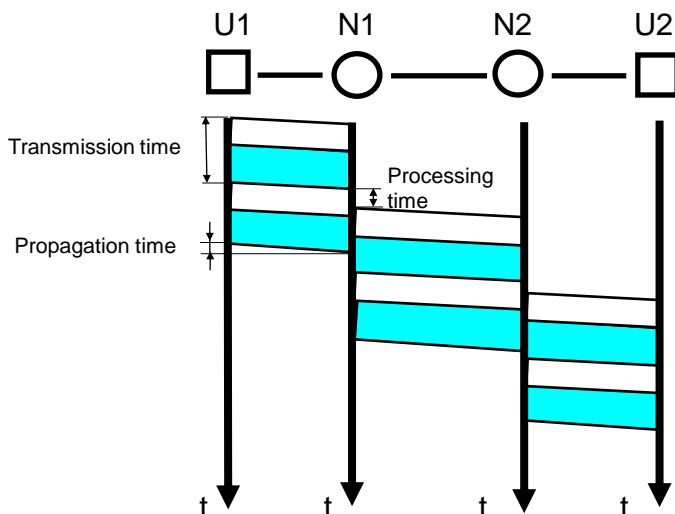 U1 N1 N2 U2
Transmission time
Processing
time
Propagation time
t t t t